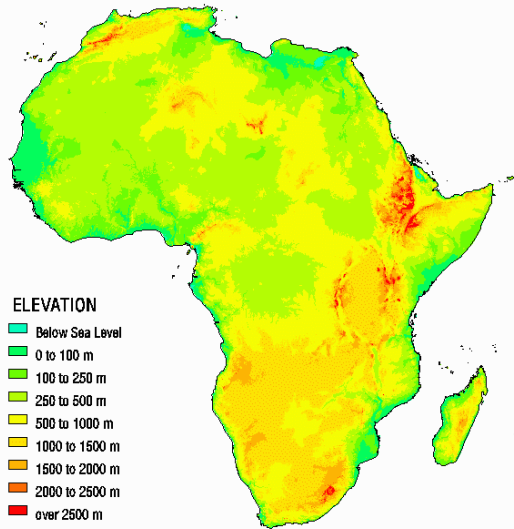 ELEVATION
Below Sea Level
0 to 100 m
100 to 250 m
250 to 500 m
500 to 1000 m
1000 to 1500 m
1500 to 2000 m
2000 to 2500 m
over 2500 m